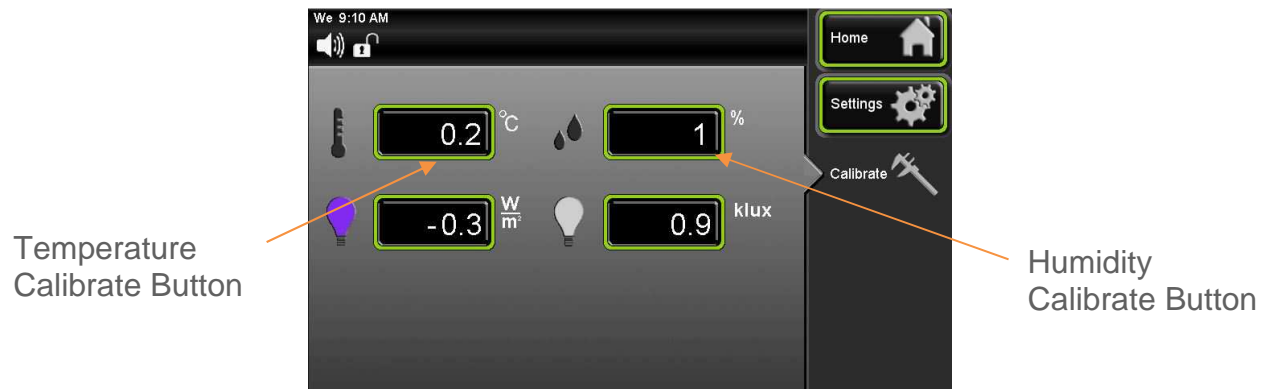 We 9:10 AM
Home
Settings
Calibrate
0.2 °C
1 %
-0.3 W/m²
0.9 klux
Temperature
Calibrate Button
Humidity
Calibrate Button